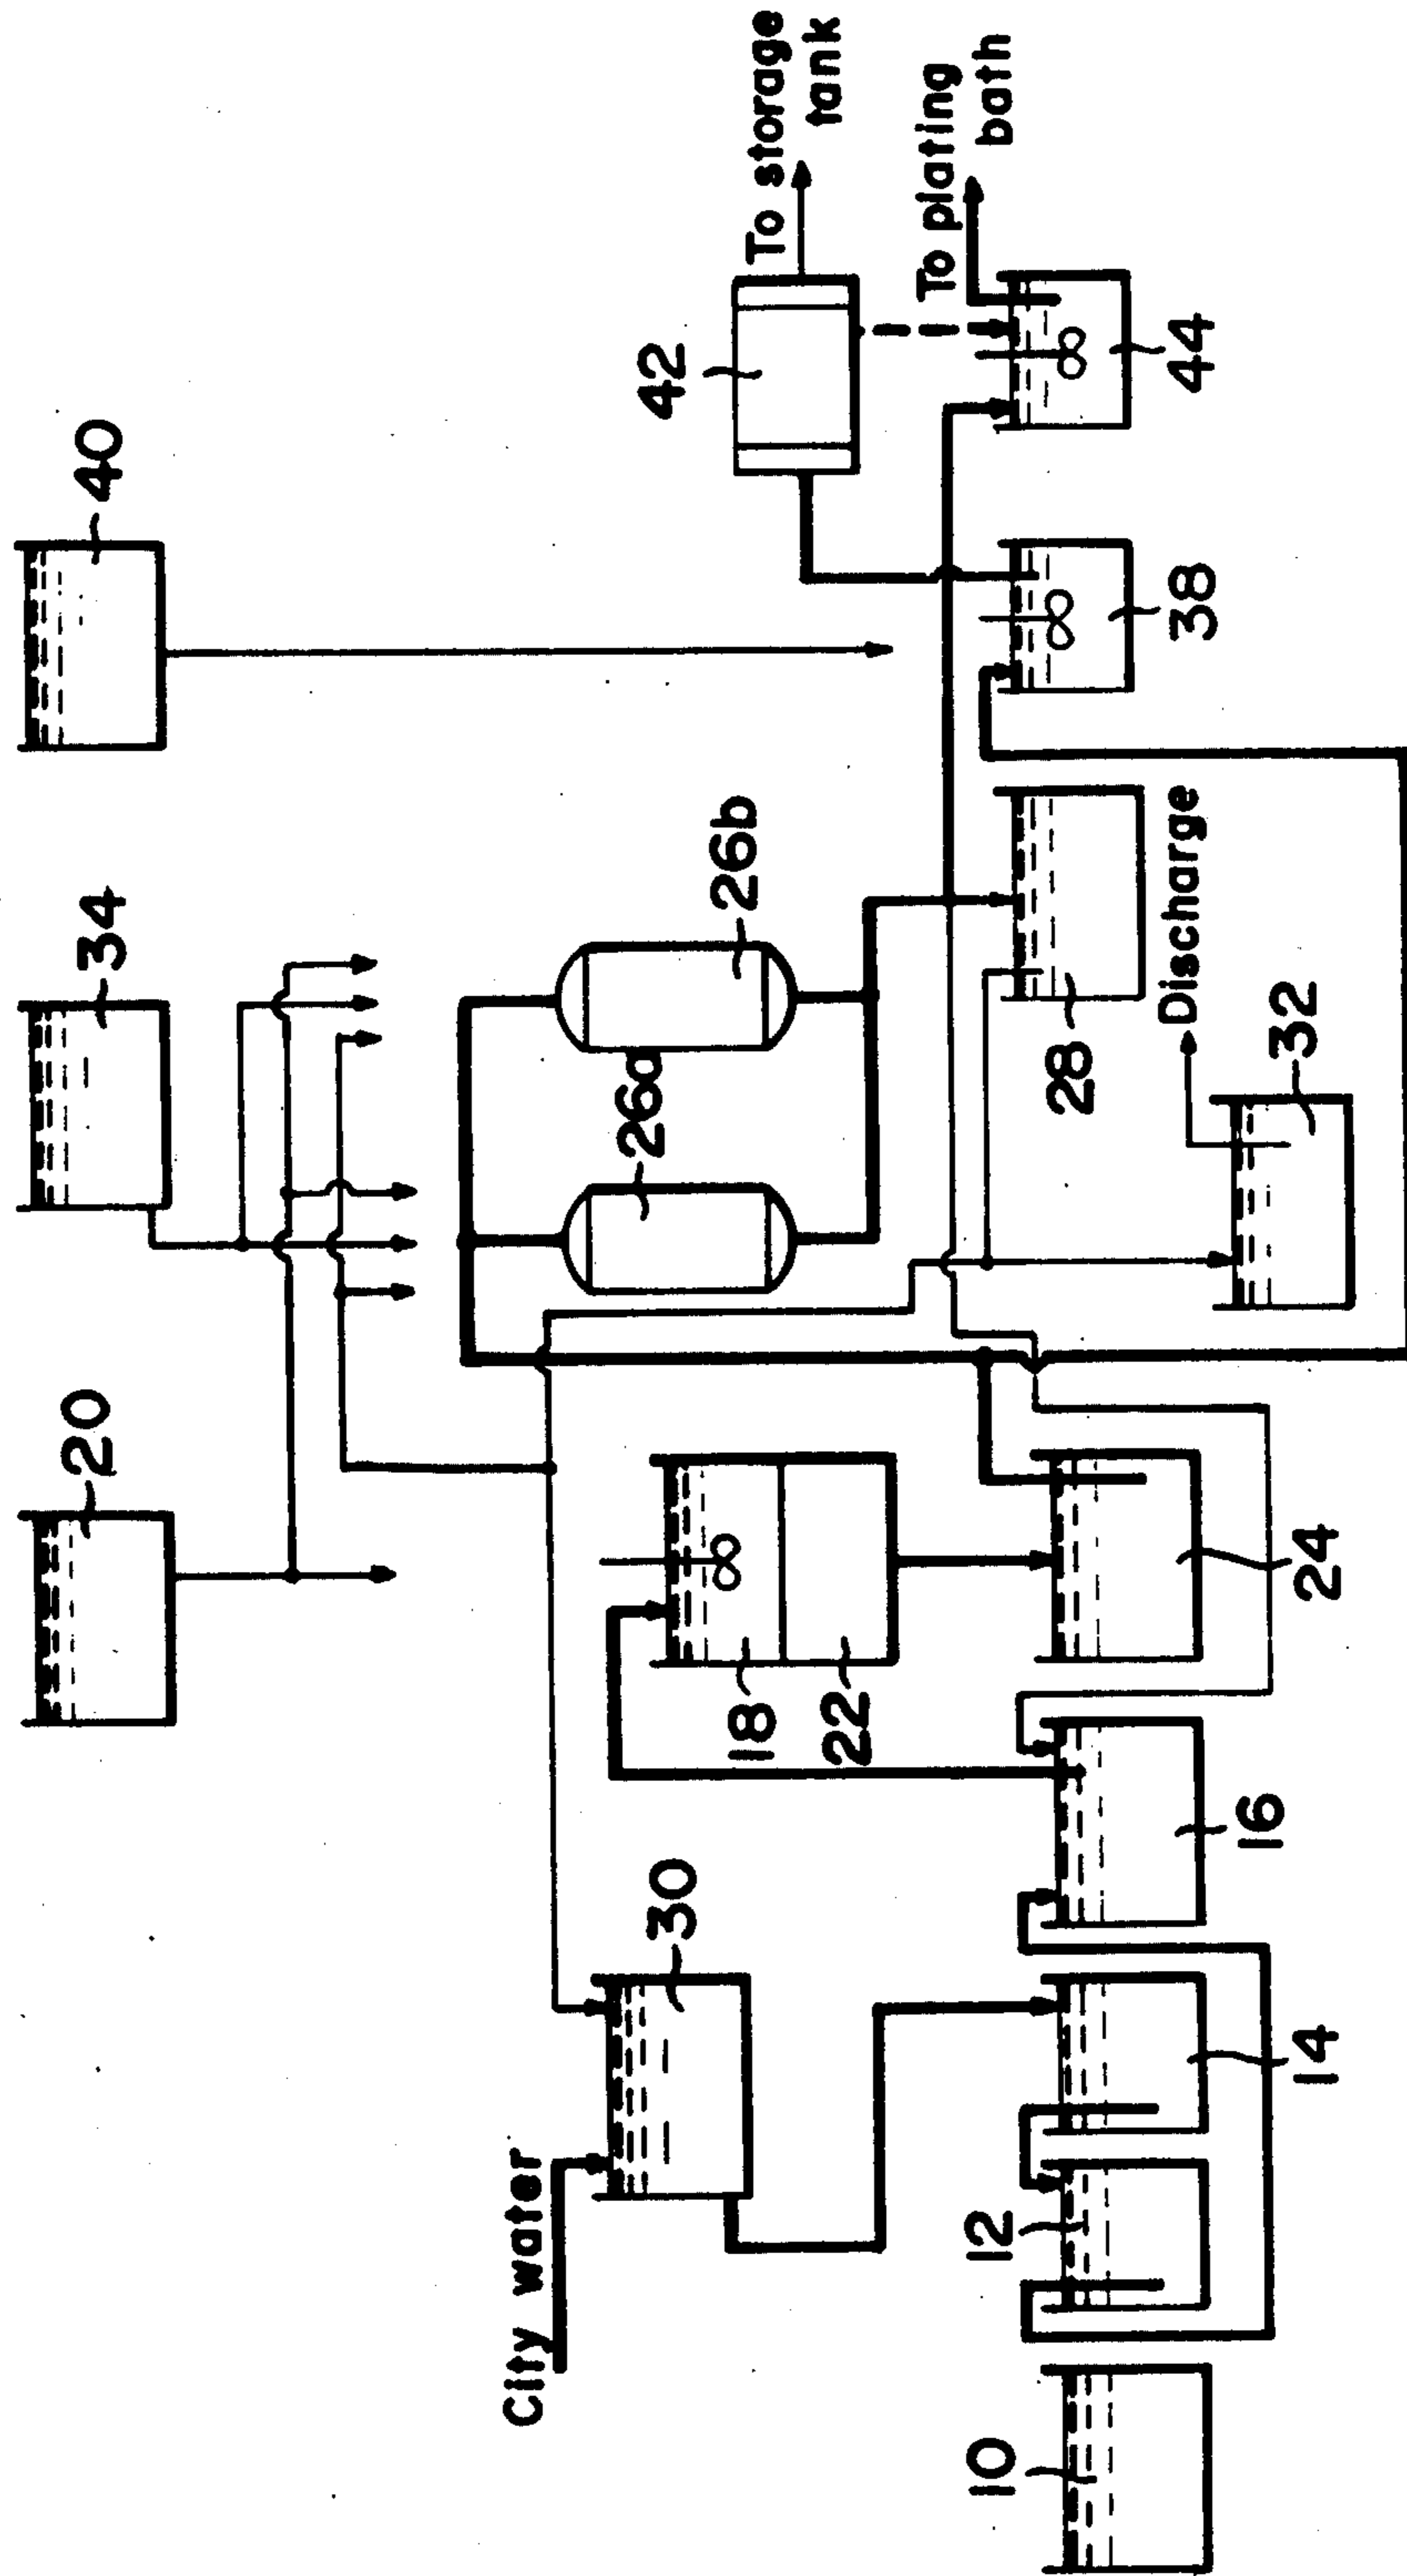 20
34
40
City water
30
18
22
26a
26b
42
To storage
tank
To plating
bath
10
12
14
16
24
28
Discharge
32
38
44